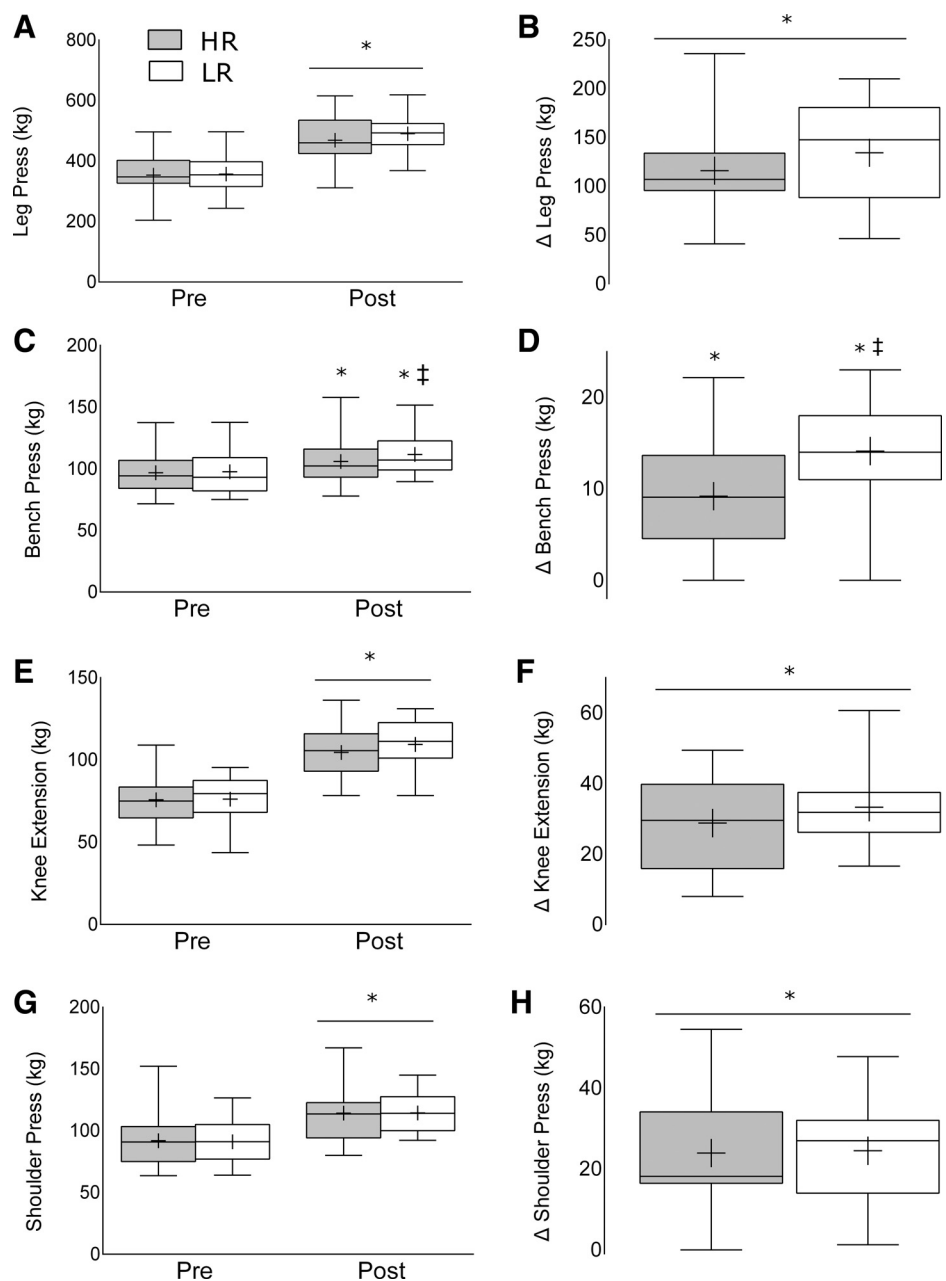 A
B
HR
LR
*
*
Leg Press (kg)
800
600
400
200
0
Pre
Post
Δ Leg Press (kg)
250
200
150
100
50
0
C
D
*
* ‡
*
* ‡
Bench Press (kg)
200
150
100
50
0
Pre
Post
Δ Bench Press (kg)
20
10
0
E
F
*
*
Knee Extension (kg)
150
100
50
0
Pre
Post
Δ Knee Extension (kg)
60
40
20
0
G
H
*
*
Shoulder Press (kg)
200
150
100
50
0
Pre
Post
Δ Shoulder Press (kg)
60
40
20
0